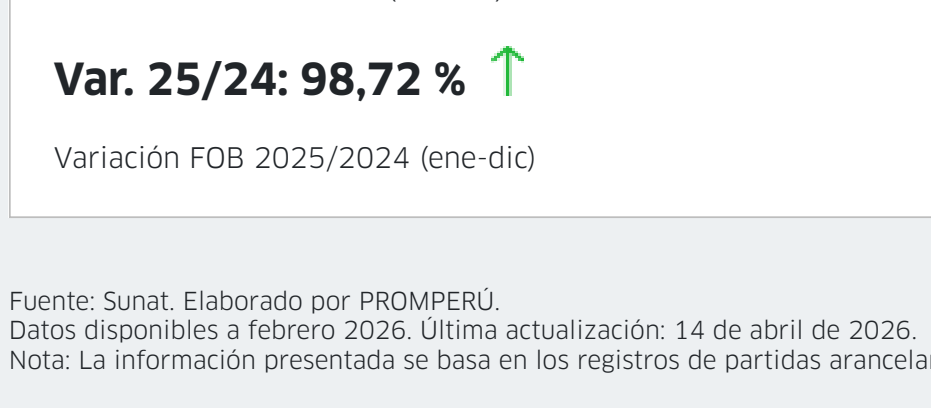 Var. 25/24: 98,72 %
Variación FOB 2025/2024 (ene-dic)
Fuente: Sunat. Elaborado por PROMPERÚ.
Datos disponibles a febrero 2026. Última actualización: 14 de abril de 2026.
Nota: La información presentada se basa en los registros de partidas